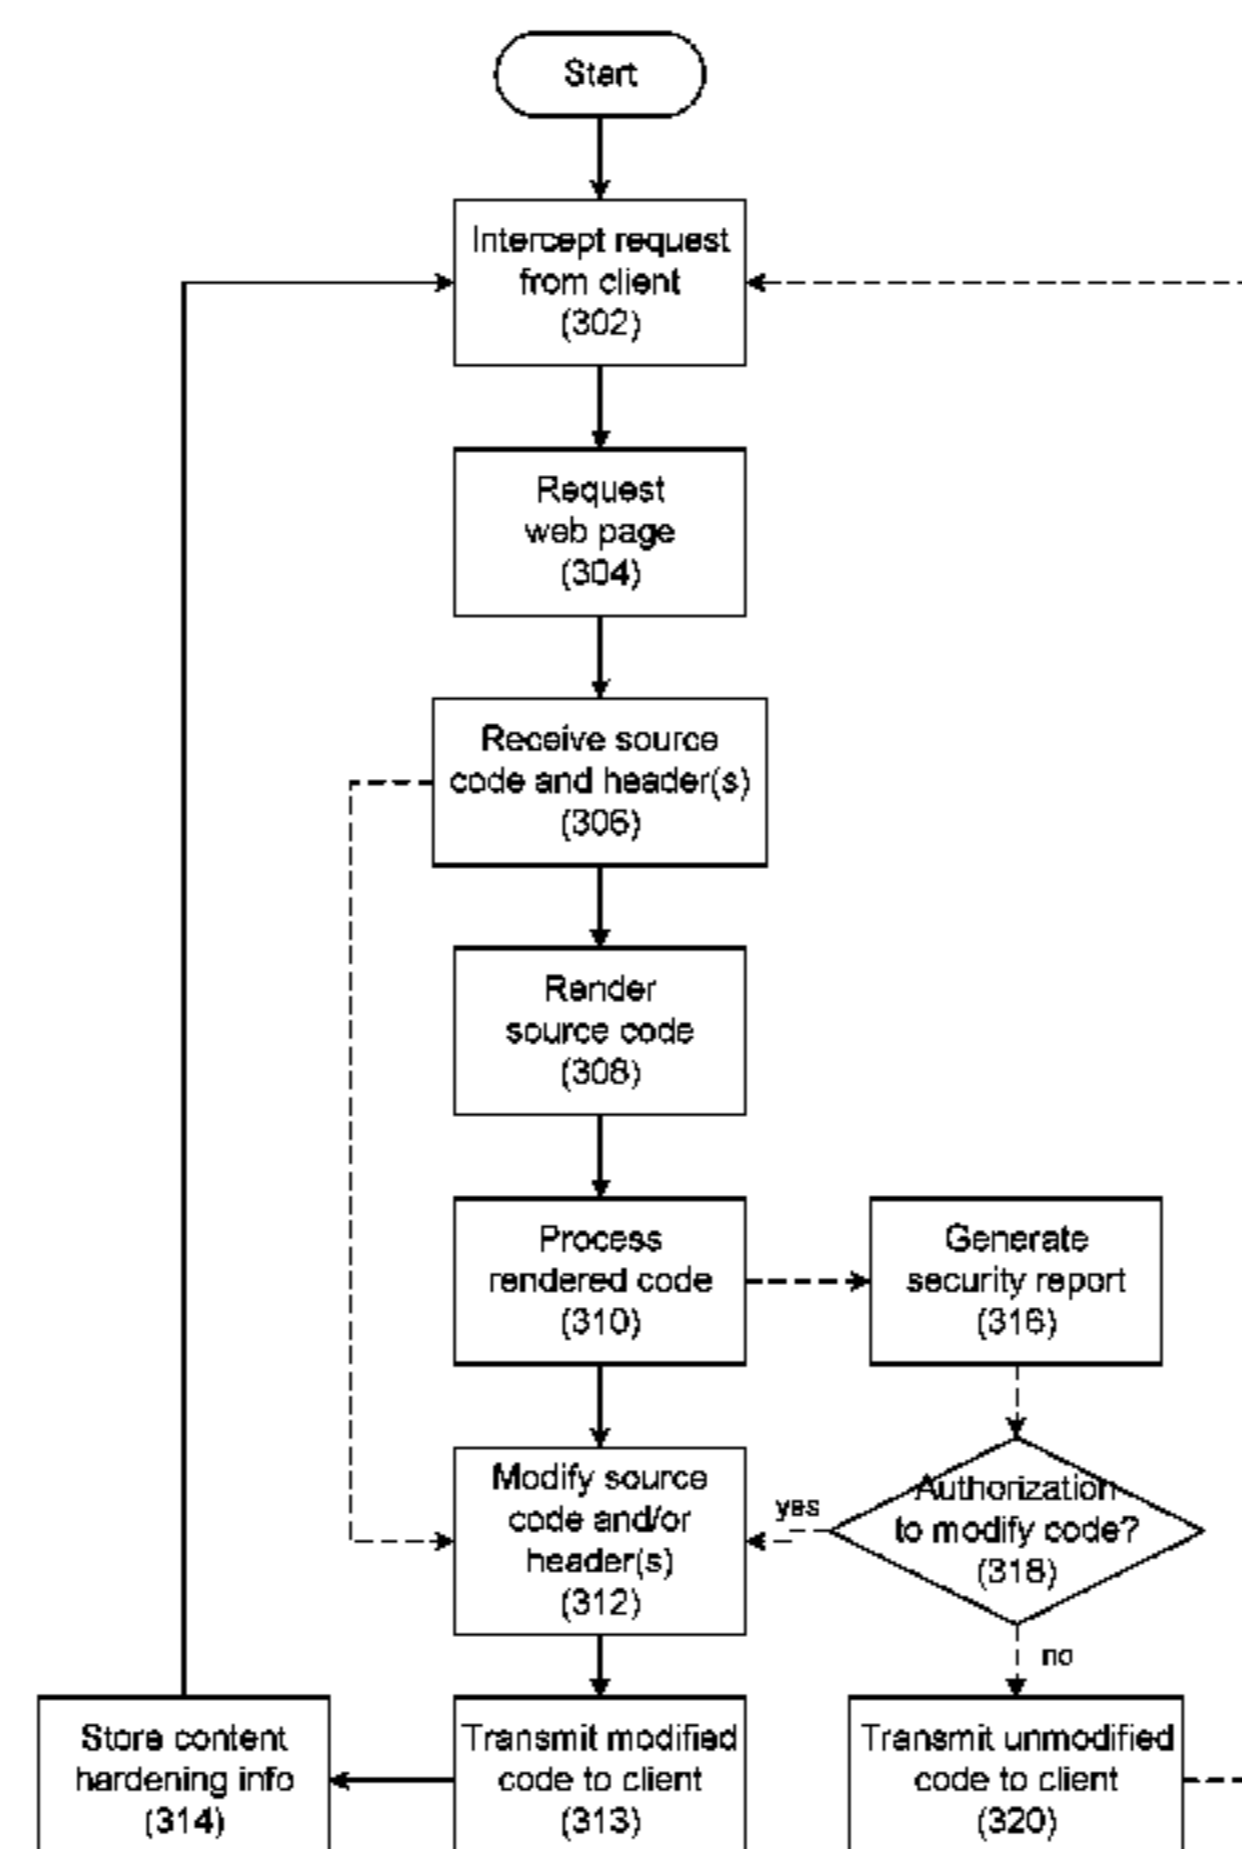 Start
Intercept request
from client
(302)
Request
web page
(304)
Receive source
code and header(s)
(306)
Render
source code
(308)
Process
rendered code
(310)
Generate
security report
(316)
Modify source
code and/or
header(s)
(312)
yes
Authorization
to modify code?
(318)
no
Store content
hardening info
(314)
Transmit modified
code to client
(313)
Transmit unmodified
code to client
(320)